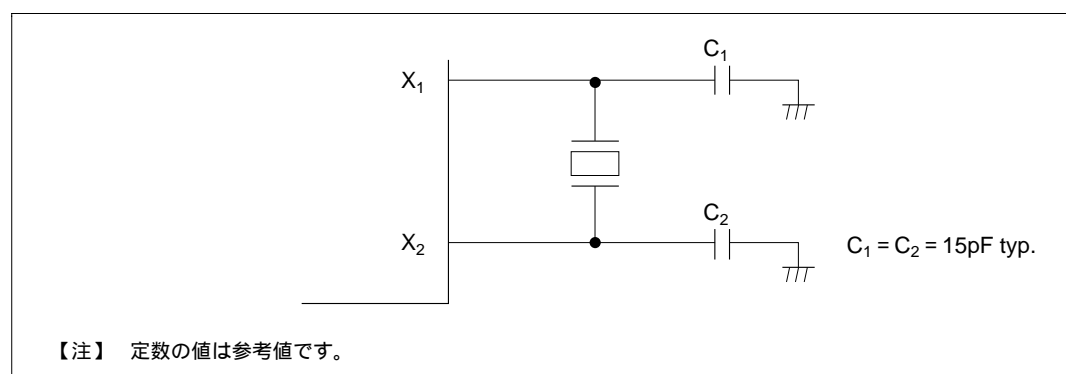 C₁
X₁
C₂
X₂
C₁ = C₂ = 15pF typ.
【注】 定数の値は参考値です。